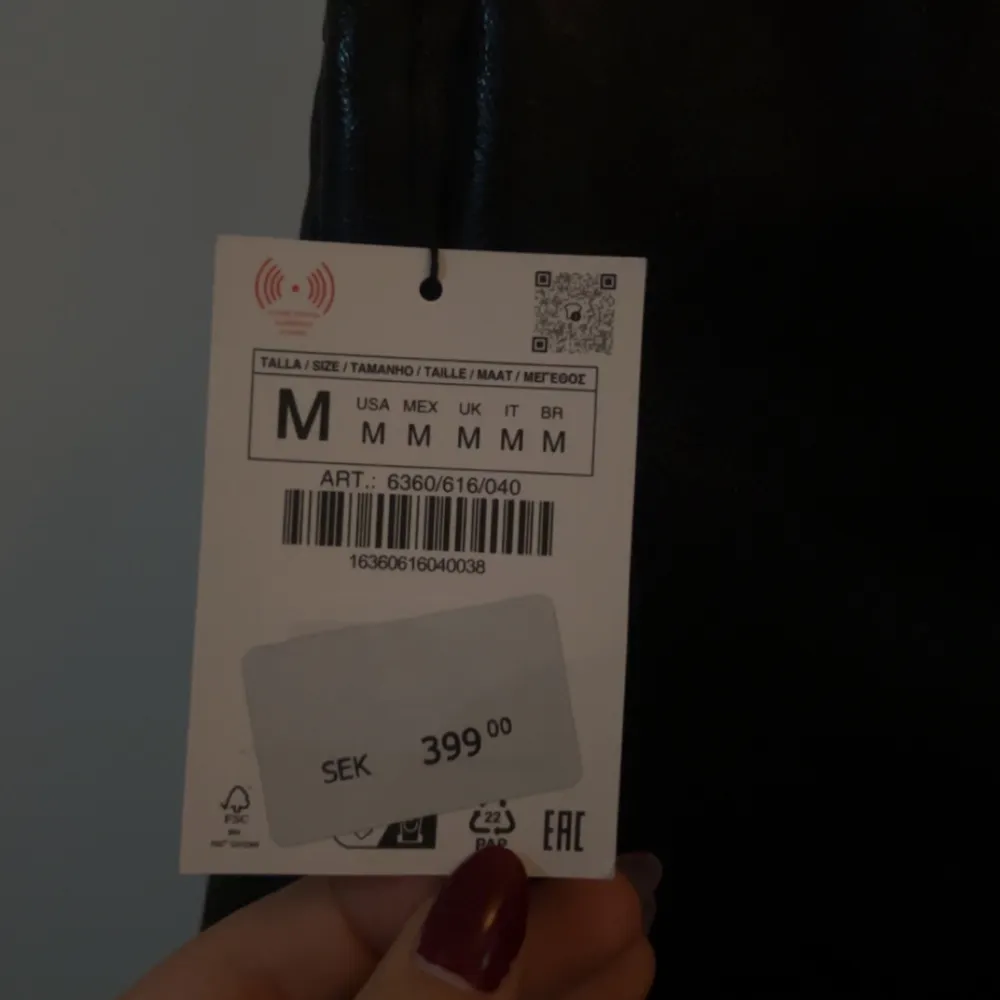 TALLA / SIZE / TAMANHO / TAILLE / MAAT / ΜΕΓΕΘΟΣ
M
USA MEX UK IT BR
M M M M M
ART.: 6360/616/040
16360616040038
SEK 399 00
FSC
22
PAP
EAC